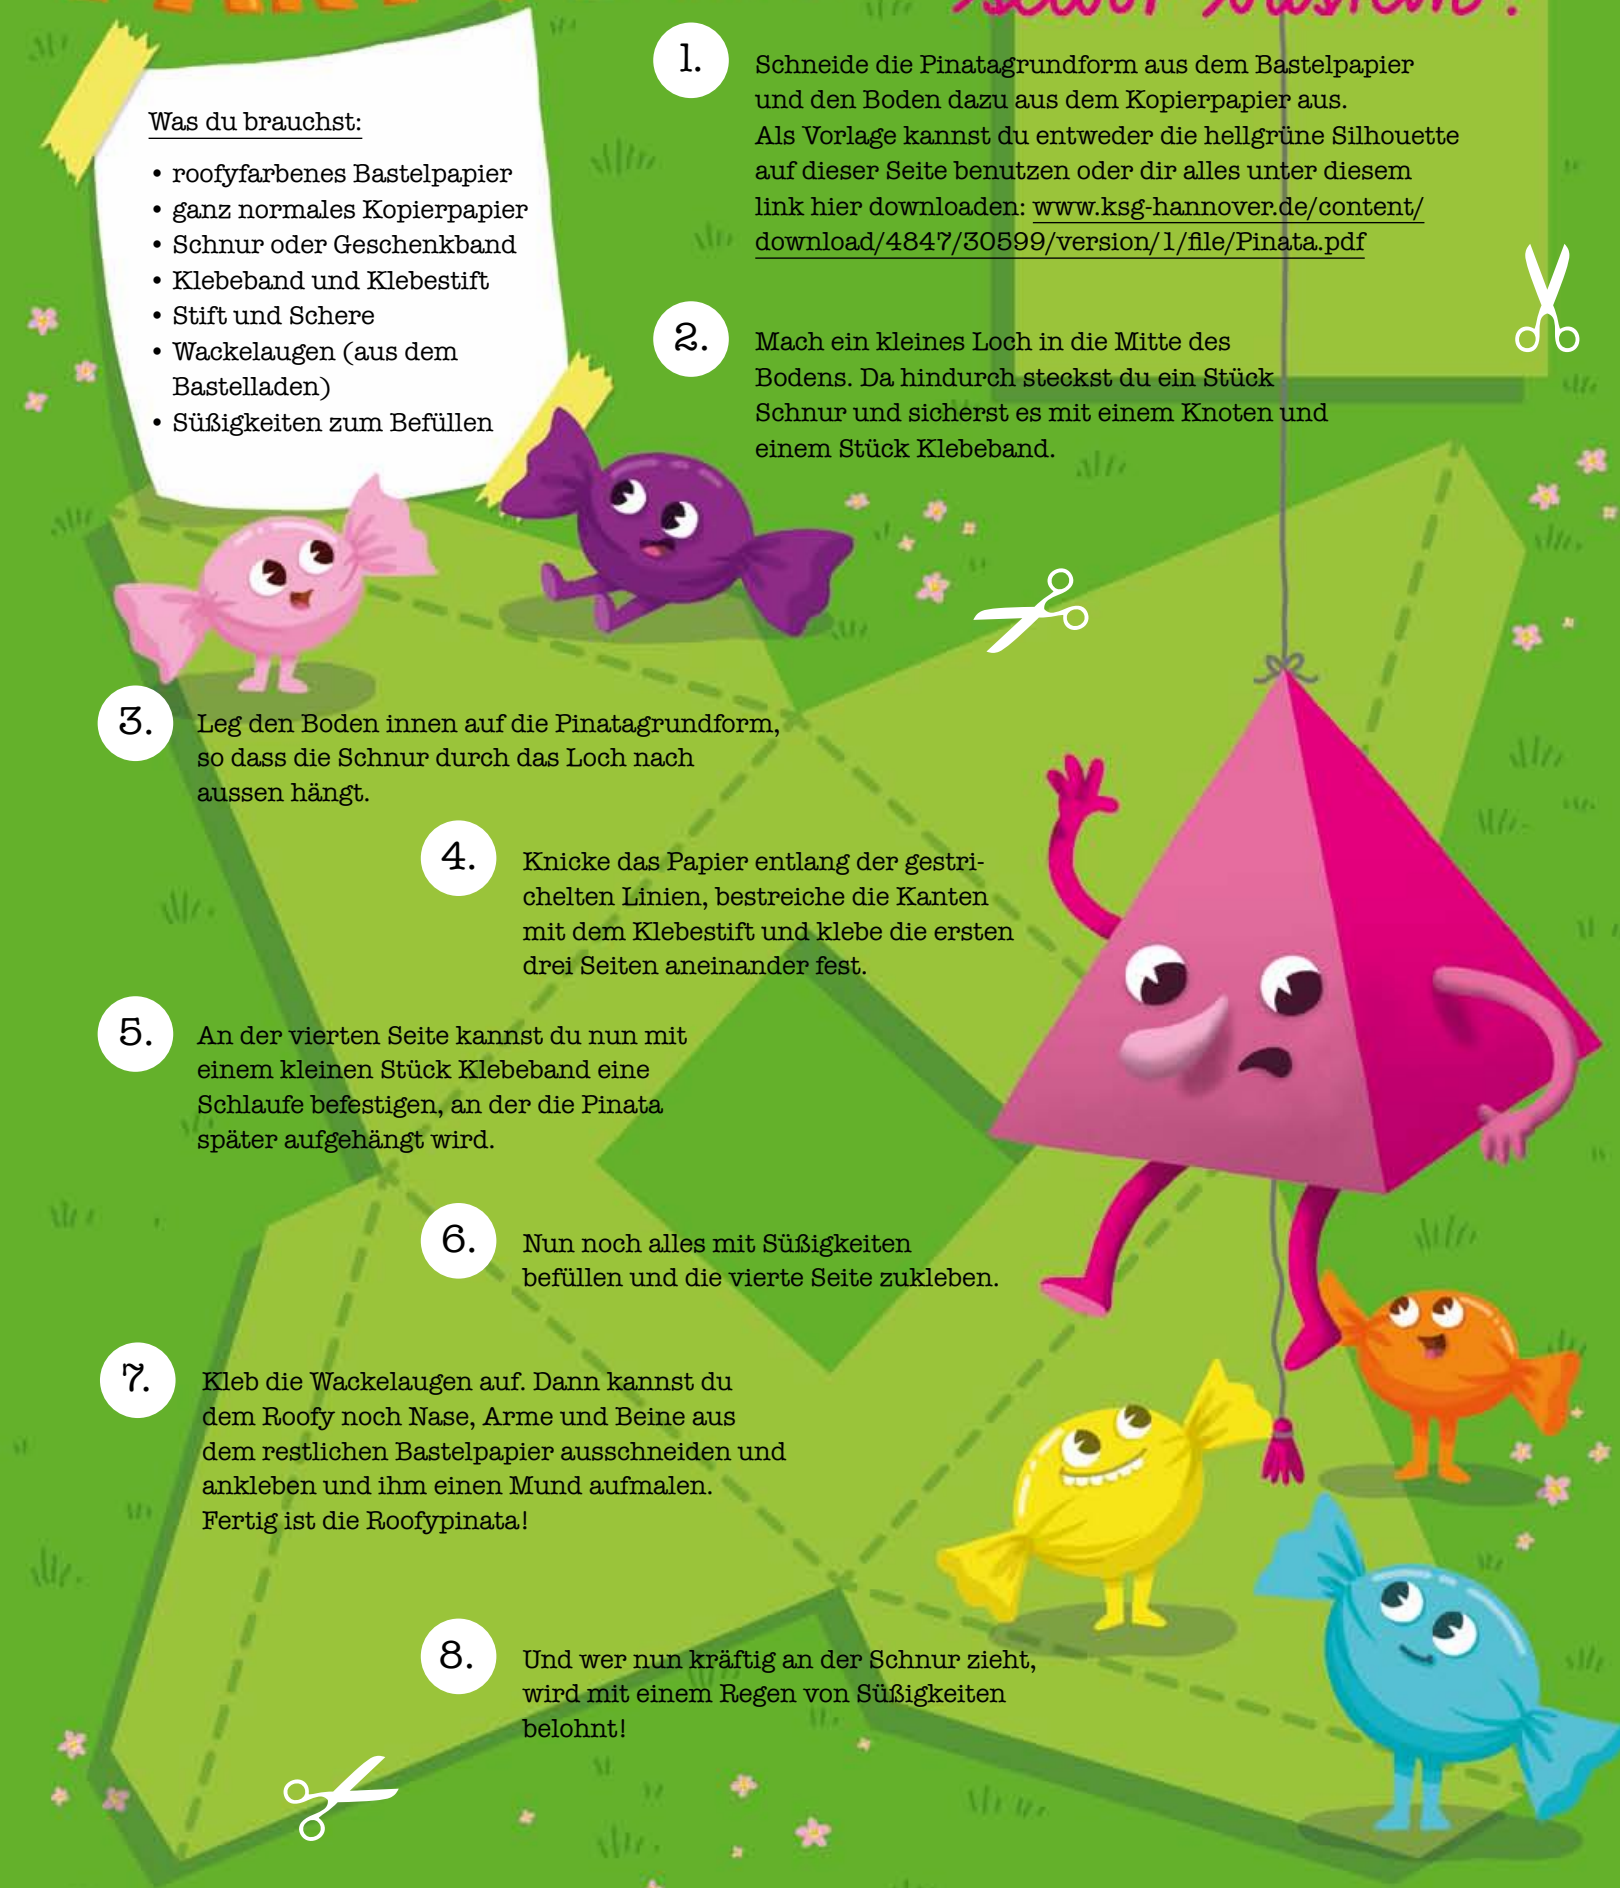 Was du brauchst:
• roofyfarbenes Bastelpapier
• ganz normales Kopierpapier
• Schnur oder Geschenkband
• Klebeband und Klebestift
• Stift und Schere
• Wackelaugen (aus dem
Bastelladen)
• Süßigkeiten zum Befüllen
1. Schneide die Pinatagrundform aus dem Bastelpapier
und den Boden dazu aus dem Kopierpapier aus.
Als Vorlage kannst du entweder die hellgrüne Silhouette
auf dieser Seite benutzen oder dir alles unter diesem
link hier downloaden: www.ksg-hannover.de/content/
download/4847/30599/version/1/file/Pinata.pdf
2. Mach ein kleines Loch in die Mitte des
Bodens. Da hindurch steckst du ein Stück
Schnur und sicherst es mit einem Knoten und
einem Stück Klebeband.
3. Leg den Boden innen auf die Pinatagrundform,
so dass die Schnur durch das Loch nach
aussen hängt.
4. Knicke das Papier entlang der gestri-
chelten Linien, bestreiche die Kanten
mit dem Klebestift und klebe die ersten
drei Seiten aneinander fest.
5. An der vierten Seite kannst du nun mit
einem kleinen Stück Klebeband eine
Schlaufe befestigen, an der die Pinata
später aufgehängt wird.
6. Nun noch alles mit Süßigkeiten
befüllen und die vierte Seite zukleben.
7. Kleb die Wackelaugen auf. Dann kannst du
dem Roofy noch Nase, Arme und Beine aus
dem restlichen Bastelpapier ausschneiden und
ankleben und ihm einen Mund aufmalen.
Fertig ist die Roofypinata!
8. Und wer nun kräftig an der Schnur zieht,
wird mit einem Regen von Süßigkeiten
belohnt!